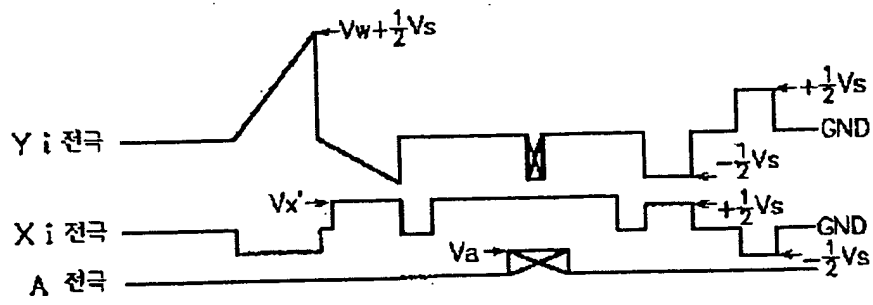 Vw+1/2Vs
+1/2Vs
Y i 전극
GND
-1/2Vs
Vx'
+1/2Vs
X i 전극
GND
Va
-1/2Vs
A 전극